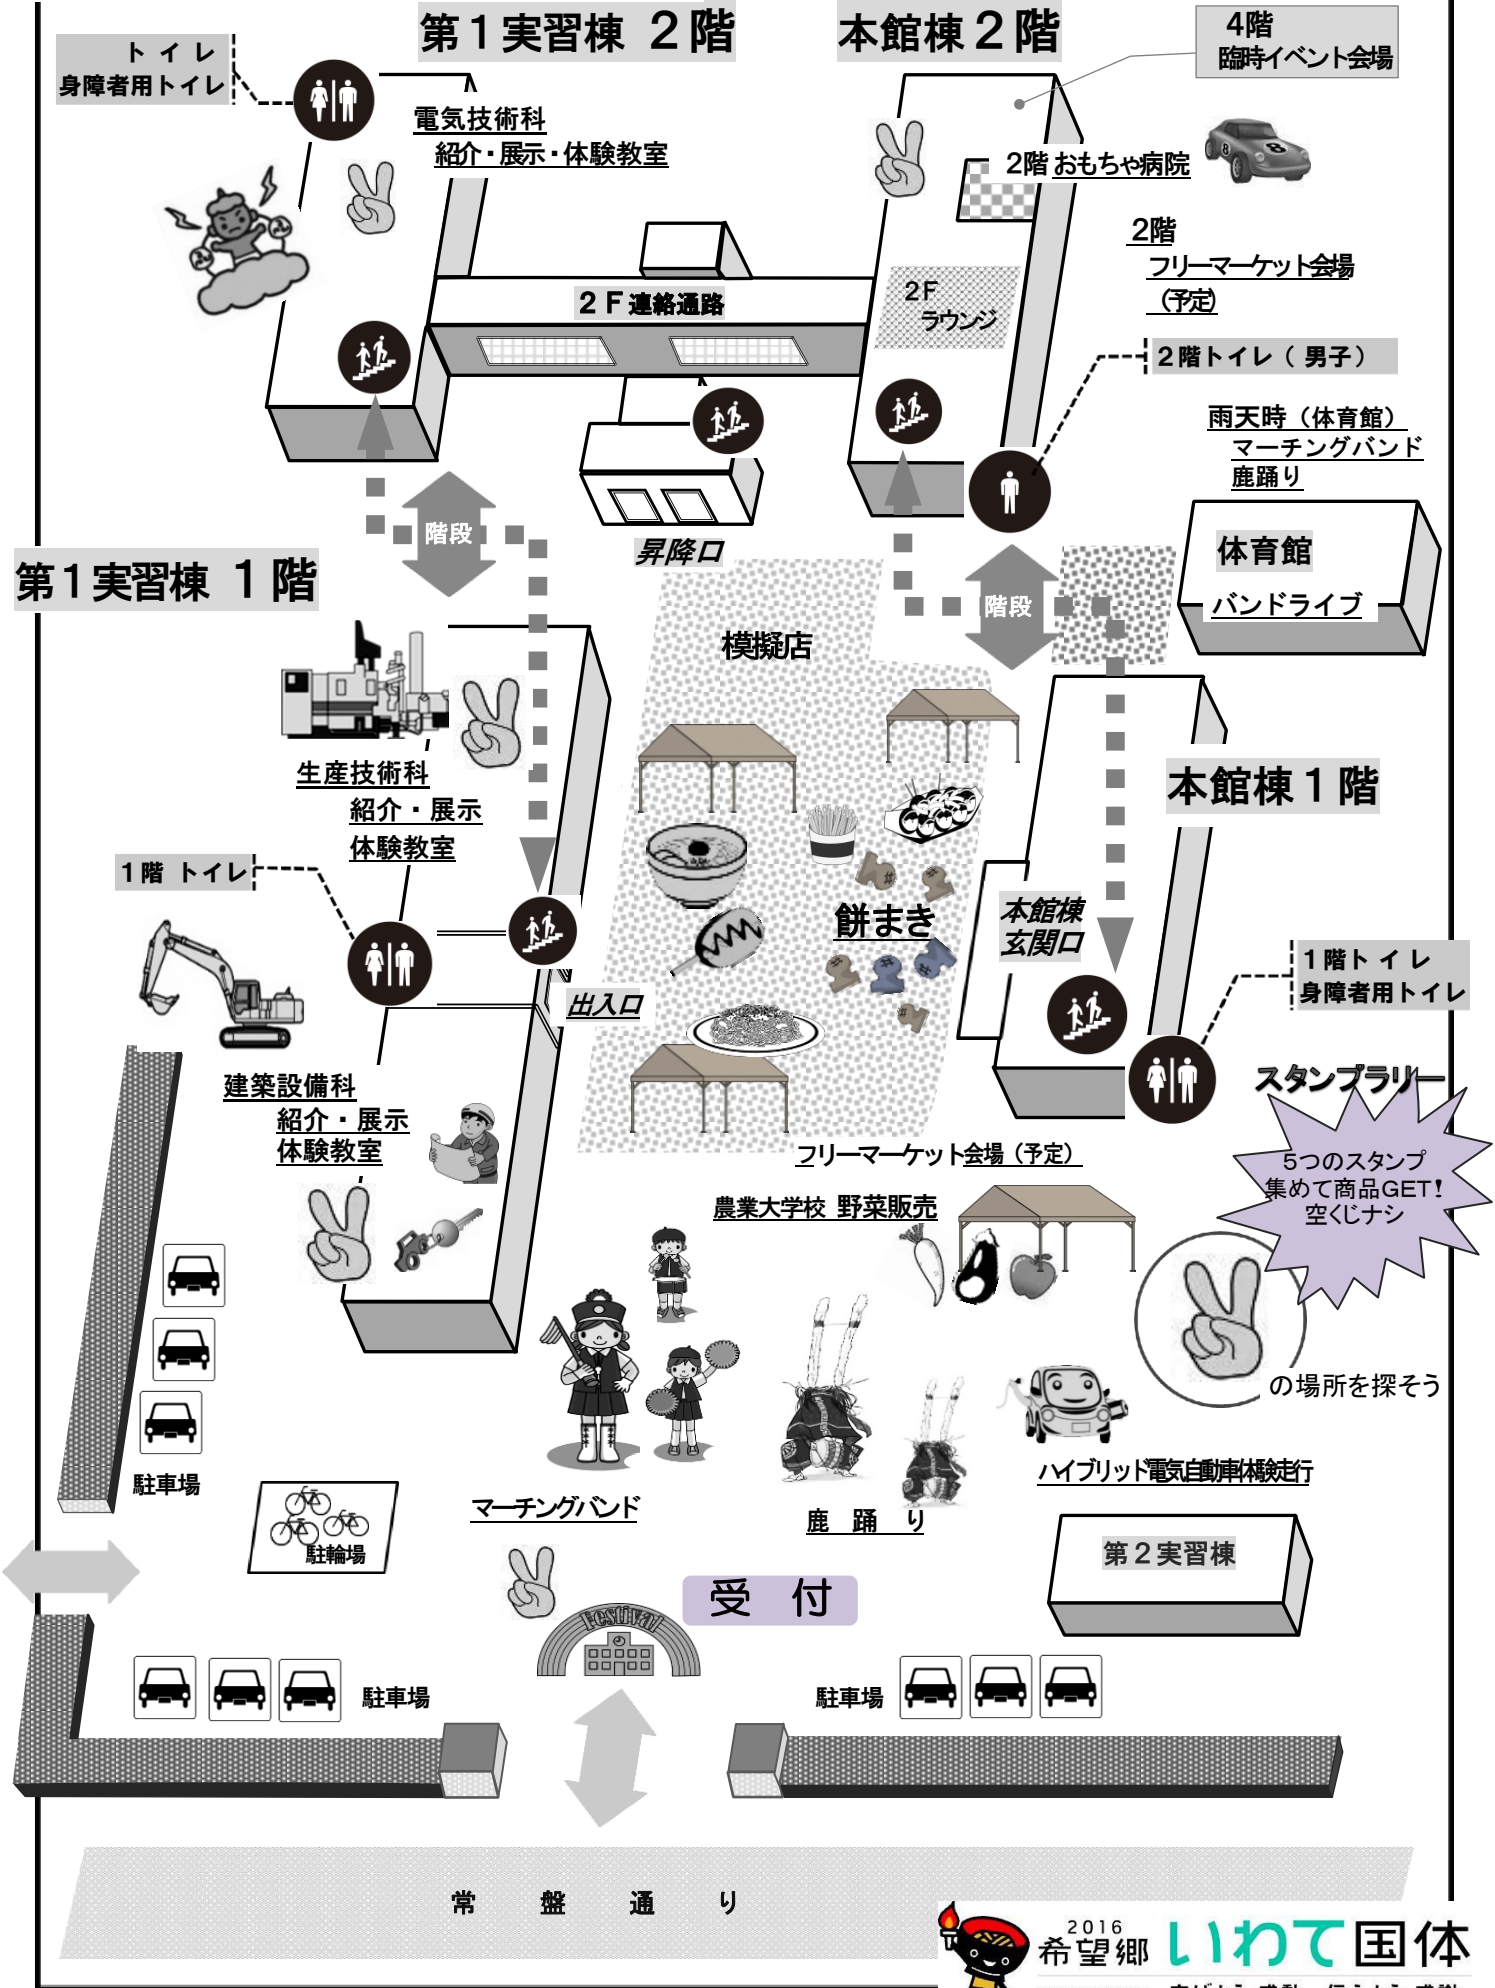 第１実習棟 ２階
本館棟２階
４階
臨時イベント会場
トイレ
身障者用トイレ
電気技術科
紹介・展示・体験教室
２階 おもちゃ病院
8
8
２階
フリーマーケット会場
（予定）
２Ｆ連絡通路
２Ｆ
ラウンジ
２階トイレ（男子）
雨天時（体育館）
マーチングバンド
鹿踊り
階段
昇降口
体育館
バンドライブ
第１実習棟 １階
階段
模擬店
生産技術科
紹介・展示
体験教室
本館棟１階
１階 トイレ
餅まき
本館棟
玄関口
出入口
１階トイレ
身障者用トイレ
建築設備科
紹介・展示
体験教室
スタンプラリー
5つのスタンプ
集めて商品GET！
空くじナシ
フリーマーケット会場（予定）
農業大学校 野菜販売
の場所を探そう
駐車場
マーチングバンド
鹿踊り
ハイブリッド電気自動車体験走行
駐輪場
第２実習棟
受付
Festival
駐車場
駐車場
常盤通り
2016
希望郷 いわて国体